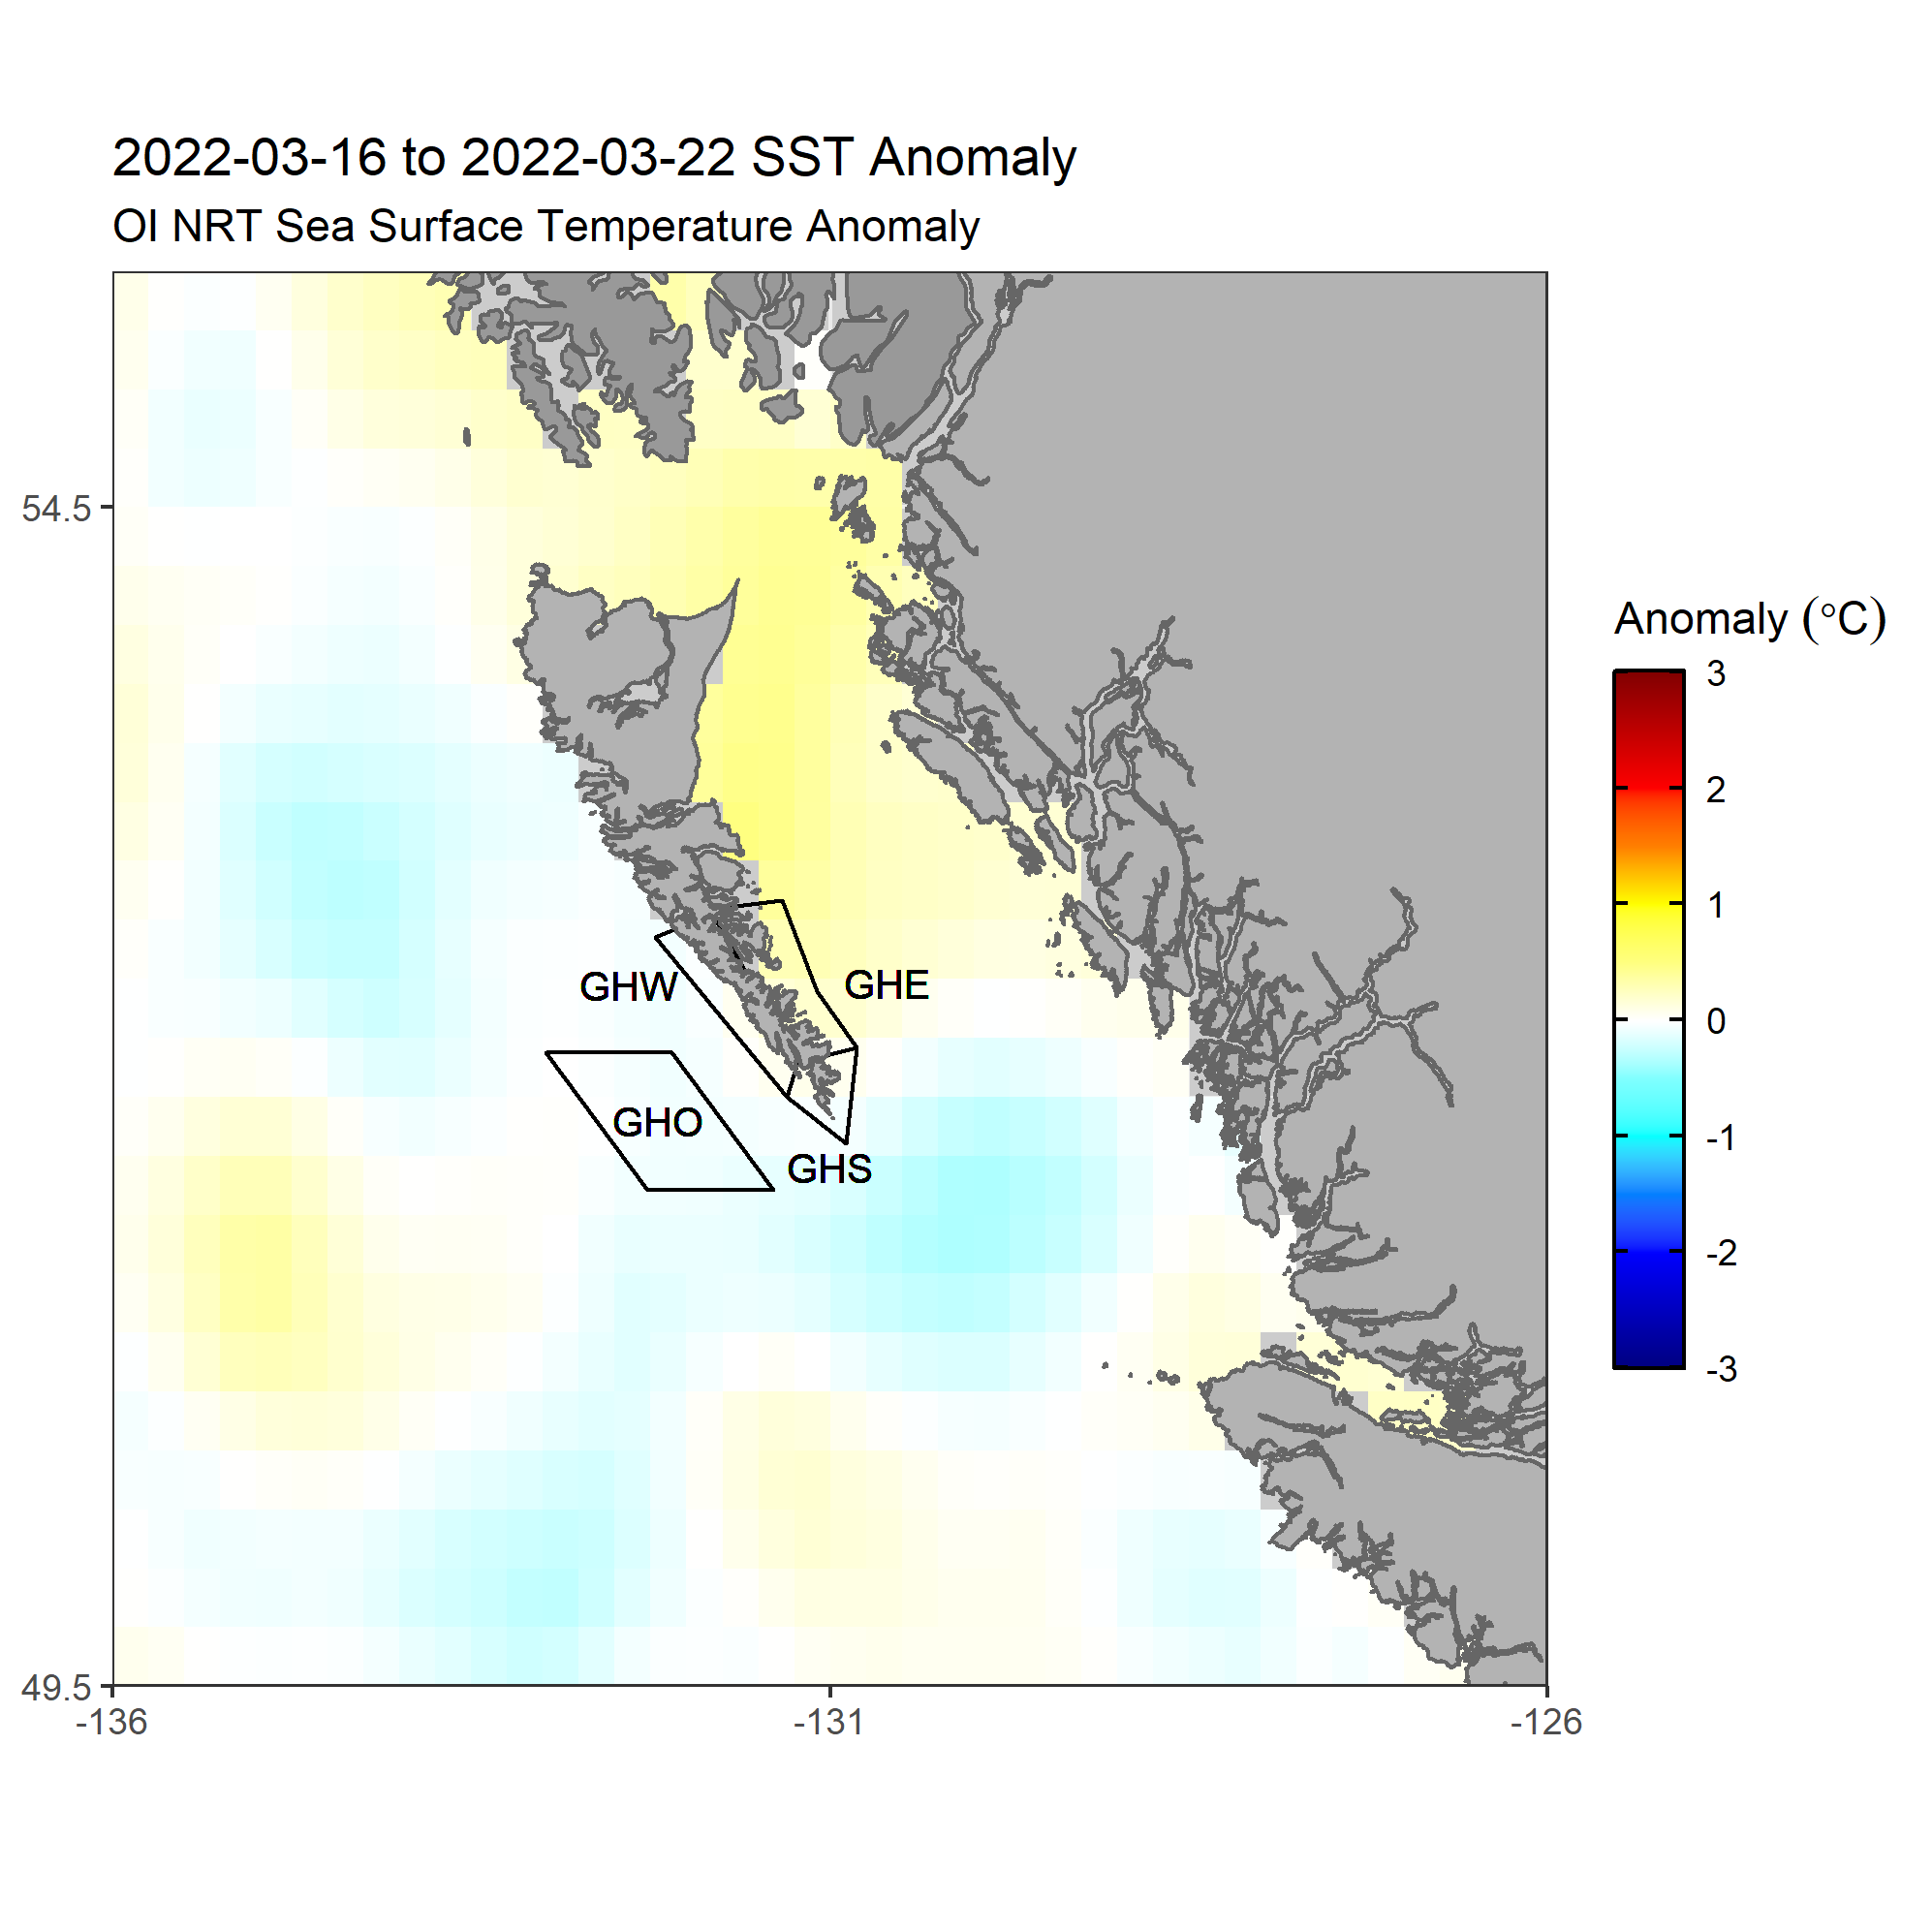 2022-03-16 to 2022-03-22 SST Anomaly
OI NRT Sea Surface Temperature Anomaly
54.5
49.5
-136
-131
-126
GHW
GHE
GHO
GHS
Anomaly (°C)
3
2
1
0
-1
-2
-3